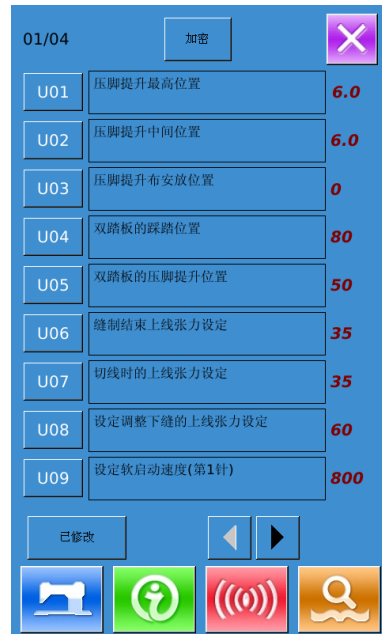 01/04 加密
U01 压脚提升最高位置 6.0
U02 压脚提升中间位置 6.0
U03 压脚提升布安放位置 0
U04 双踏板的踩踏位置 80
U05 双踏板的压脚提升位置 50
U06 缝制结束上线张力设定 35
U07 切线时的上线张力设定 35
U08 设定调整下缝的上线张力设定 60
U09 设定软启动速度(第1针) 800
已修改